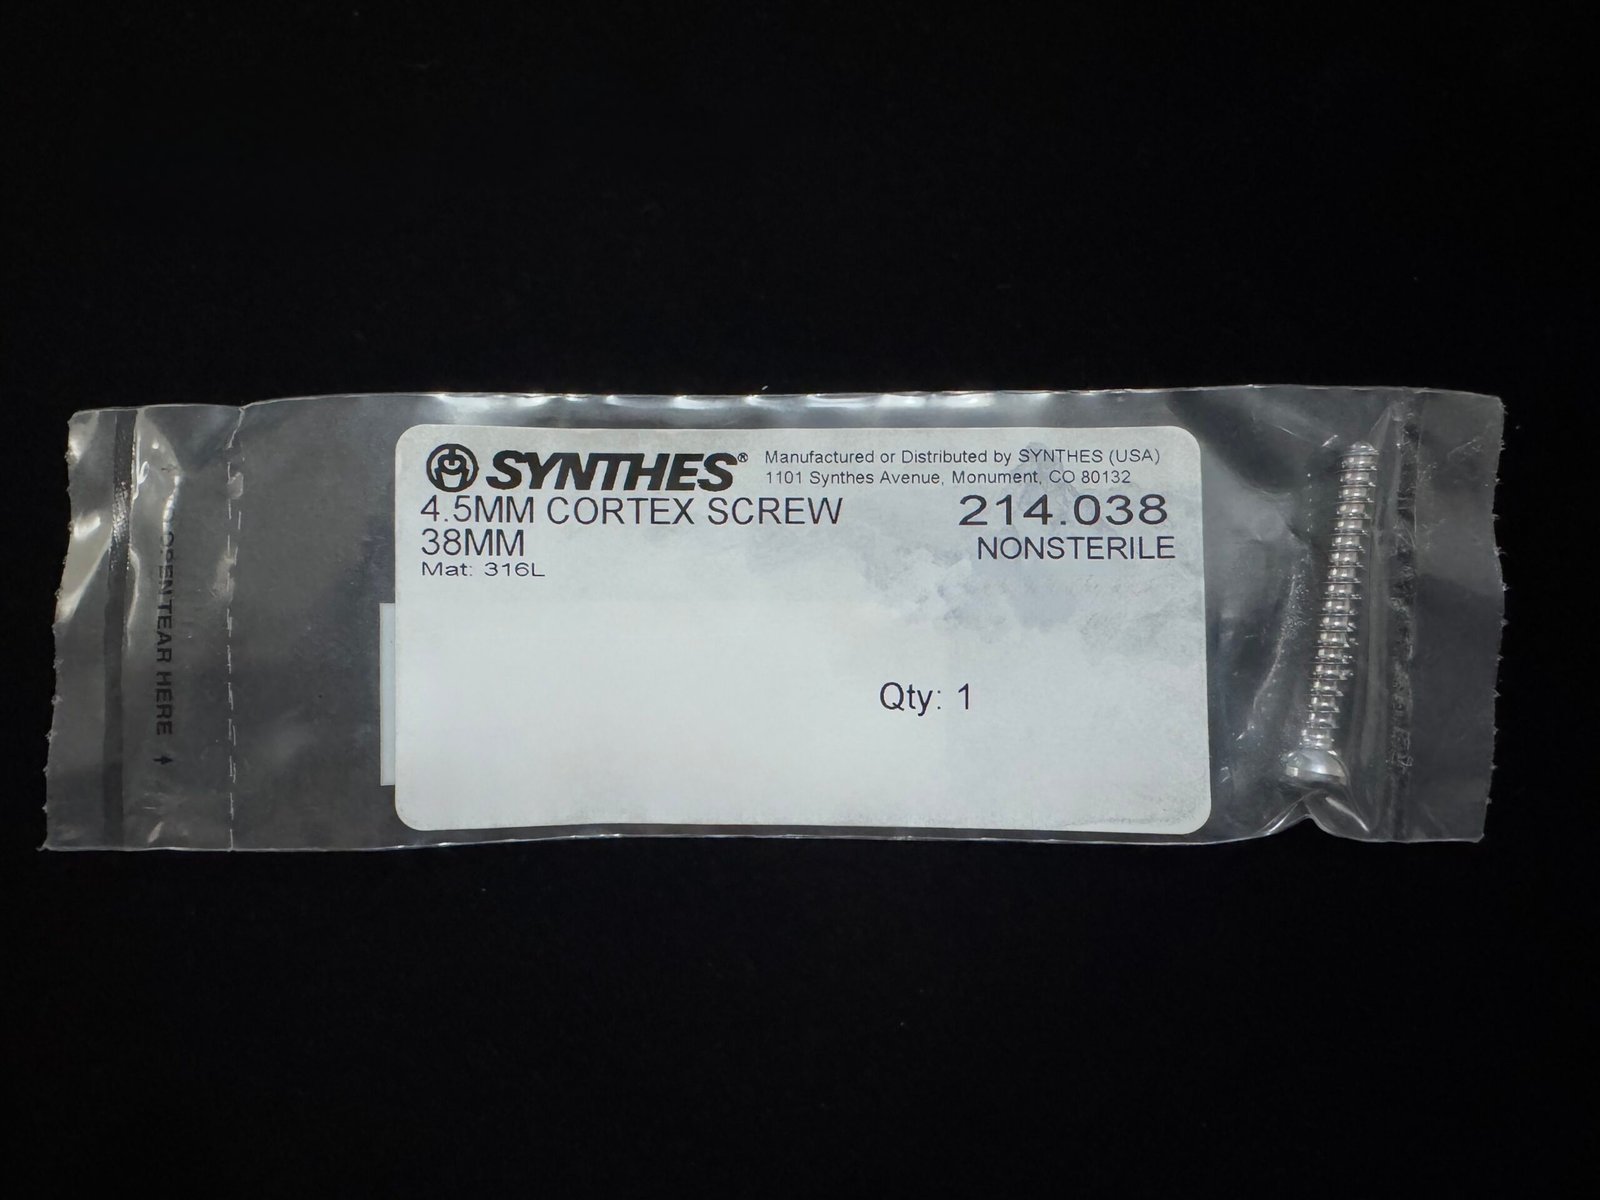 SYNTHES® Manufactured or Distributed by SYNTHES (USA)
1101 Synthes Avenue, Monument, CO 80132
4.5MM CORTEX SCREW 214.038
38MM NONSTERILE
Mat: 316L
Qty: 1
OPEN TEAR HERE